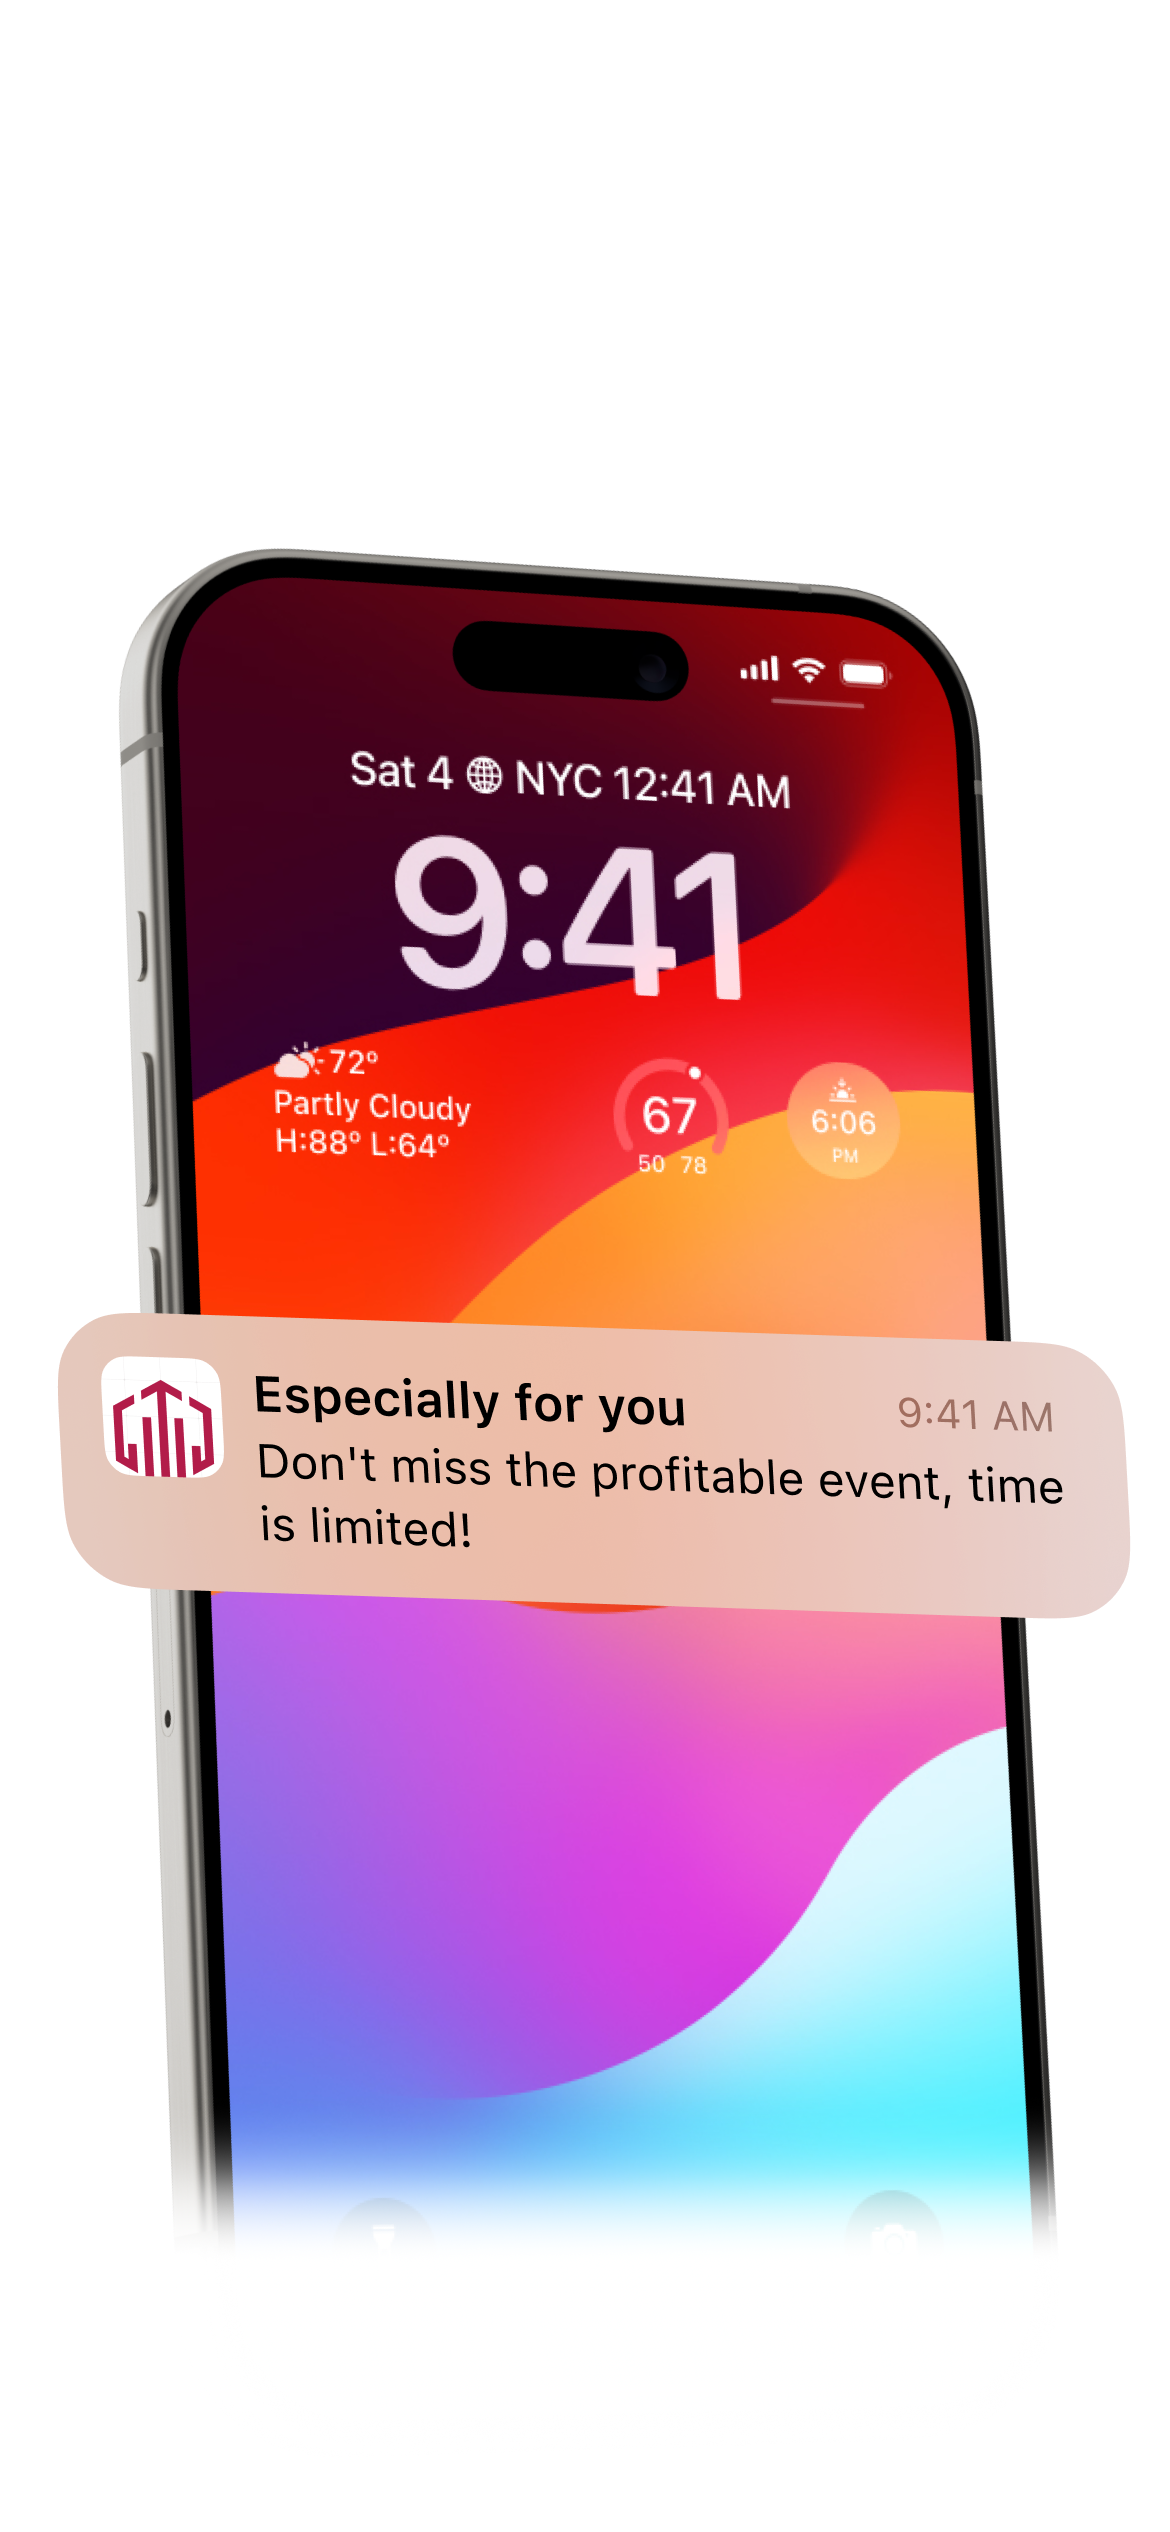 Sat 4 NYC 12:41 AM
9:41
72°
Partly Cloudy
H:88° L:64°
67
50 78
6:06
PM
Especially for you
9:41 AM
Don't miss the profitable event, time
is limited!